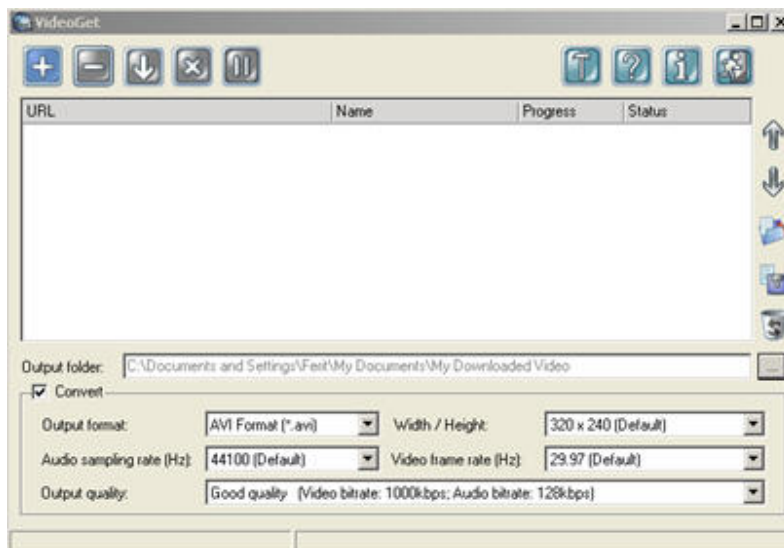 VideoGet
T ? i
URL Name Progress Status
Output folder: C:\Documents and Settings\Ferit\My Documents\My Downloaded Video ...
Convert
Output format: AVI Format (*.avi) Width / Height: 320 x 240 (Default)
Audio sampling rate (Hz): 44100 (Default) Video frame rate (Hz): 29.97 (Default)
Output quality: Good quality (Video bitrate: 1000kbps; Audio bitrate: 128kbps)